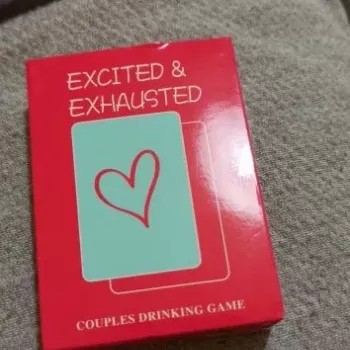 EXCITED &
EXHAUSTED
COUPLES DRINKING GAME